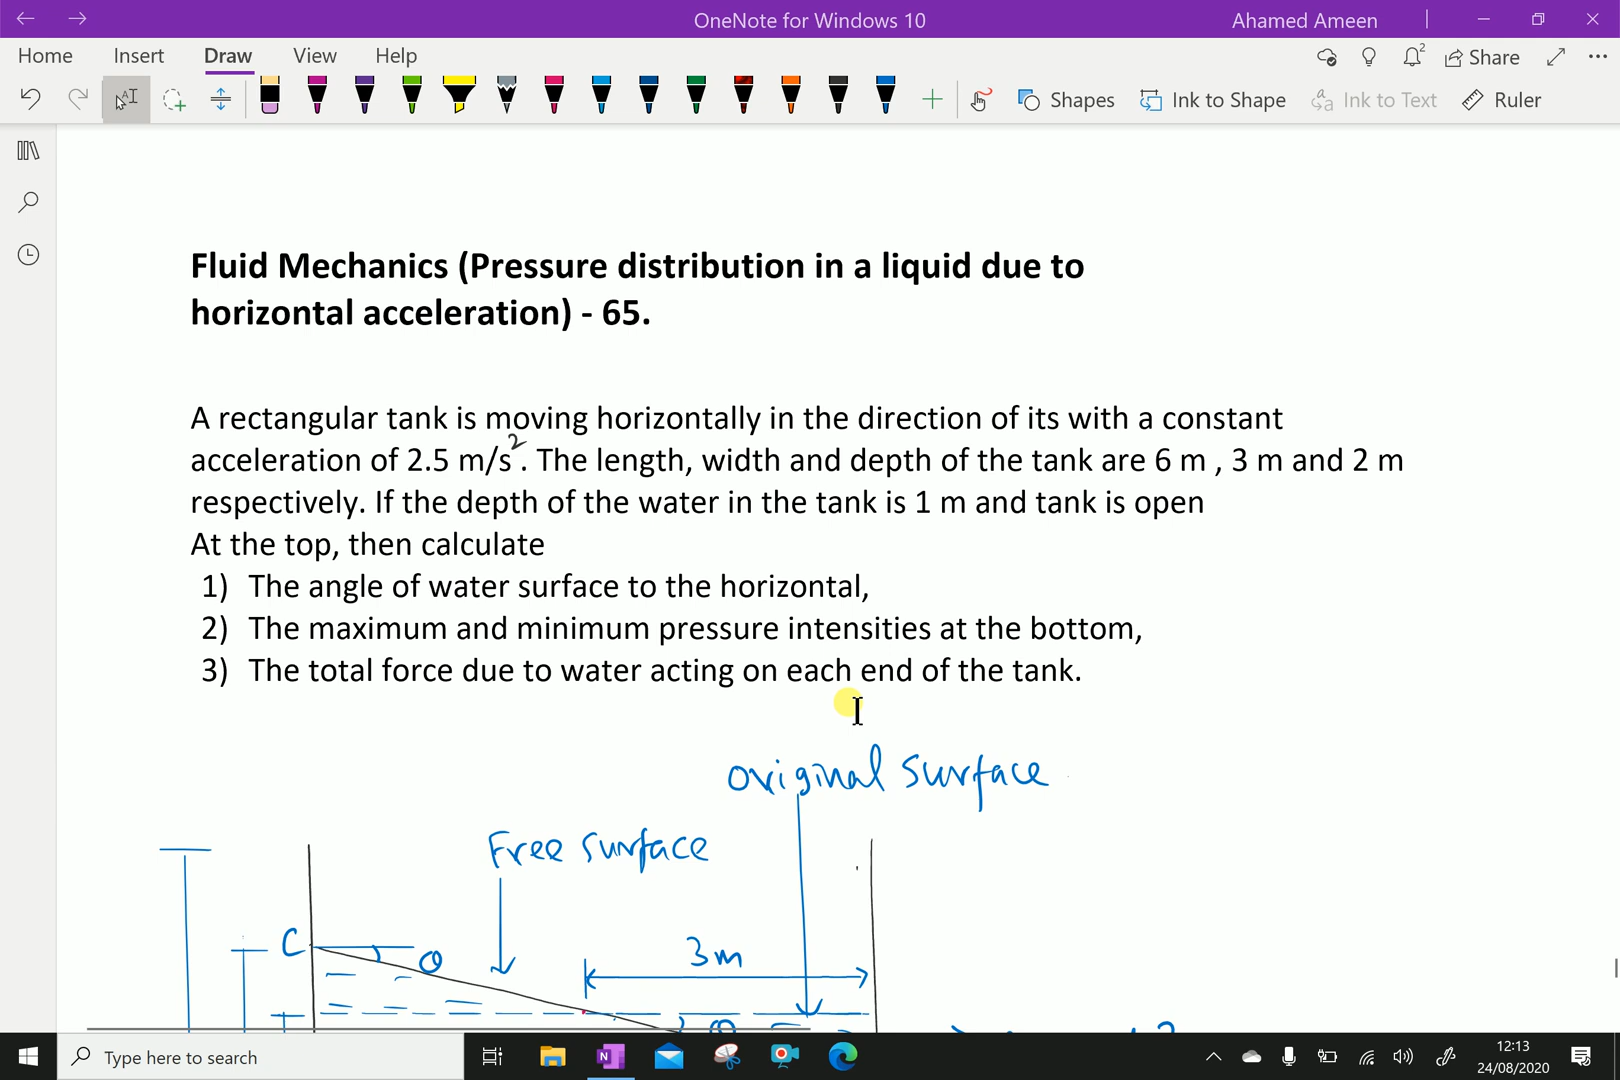 OneNote for Windows 10
Ahamed Ameen
Home Insert Draw View Help
2 Share
Shapes Ink to Shape Ink to Text Ruler
Fluid Mechanics (Pressure distribution in a liquid due to
horizontal acceleration) - 65.
A rectangular tank is moving horizontally in the direction of its with a constant
acceleration of 2.5 m/s². The length, width and depth of the tank are 6 m , 3 m and 2 m
respectively. If the depth of the water in the tank is 1 m and tank is open
At the top, then calculate
1) The angle of water surface to the horizontal,
2) The maximum and minimum pressure intensities at the bottom,
3) The total force due to water acting on each end of the tank.
original surface
Free surface
C
θ
3m
θ
Type here to search
12:13
24/08/2020